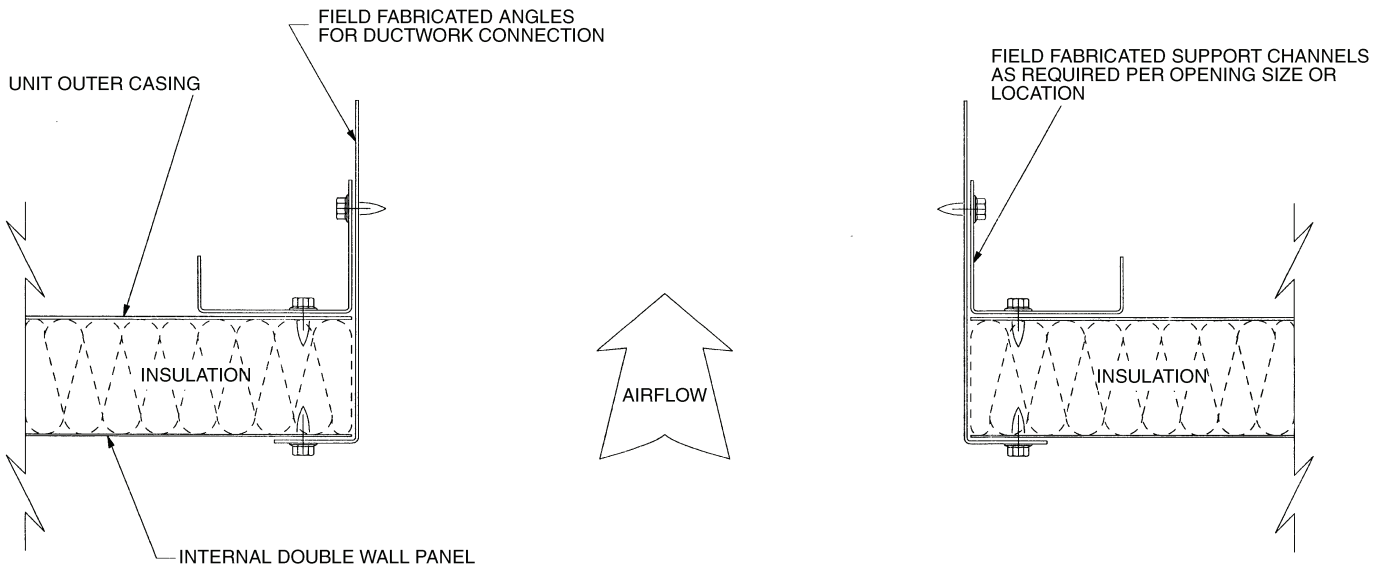 FIELD FABRICATED ANGLES
FOR DUCTWORK CONNECTION
UNIT OUTER CASING
FIELD FABRICATED SUPPORT CHANNELS
AS REQUIRED PER OPENING SIZE OR
LOCATION
INSULATION
AIRFLOW
INSULATION
INTERNAL DOUBLE WALL PANEL